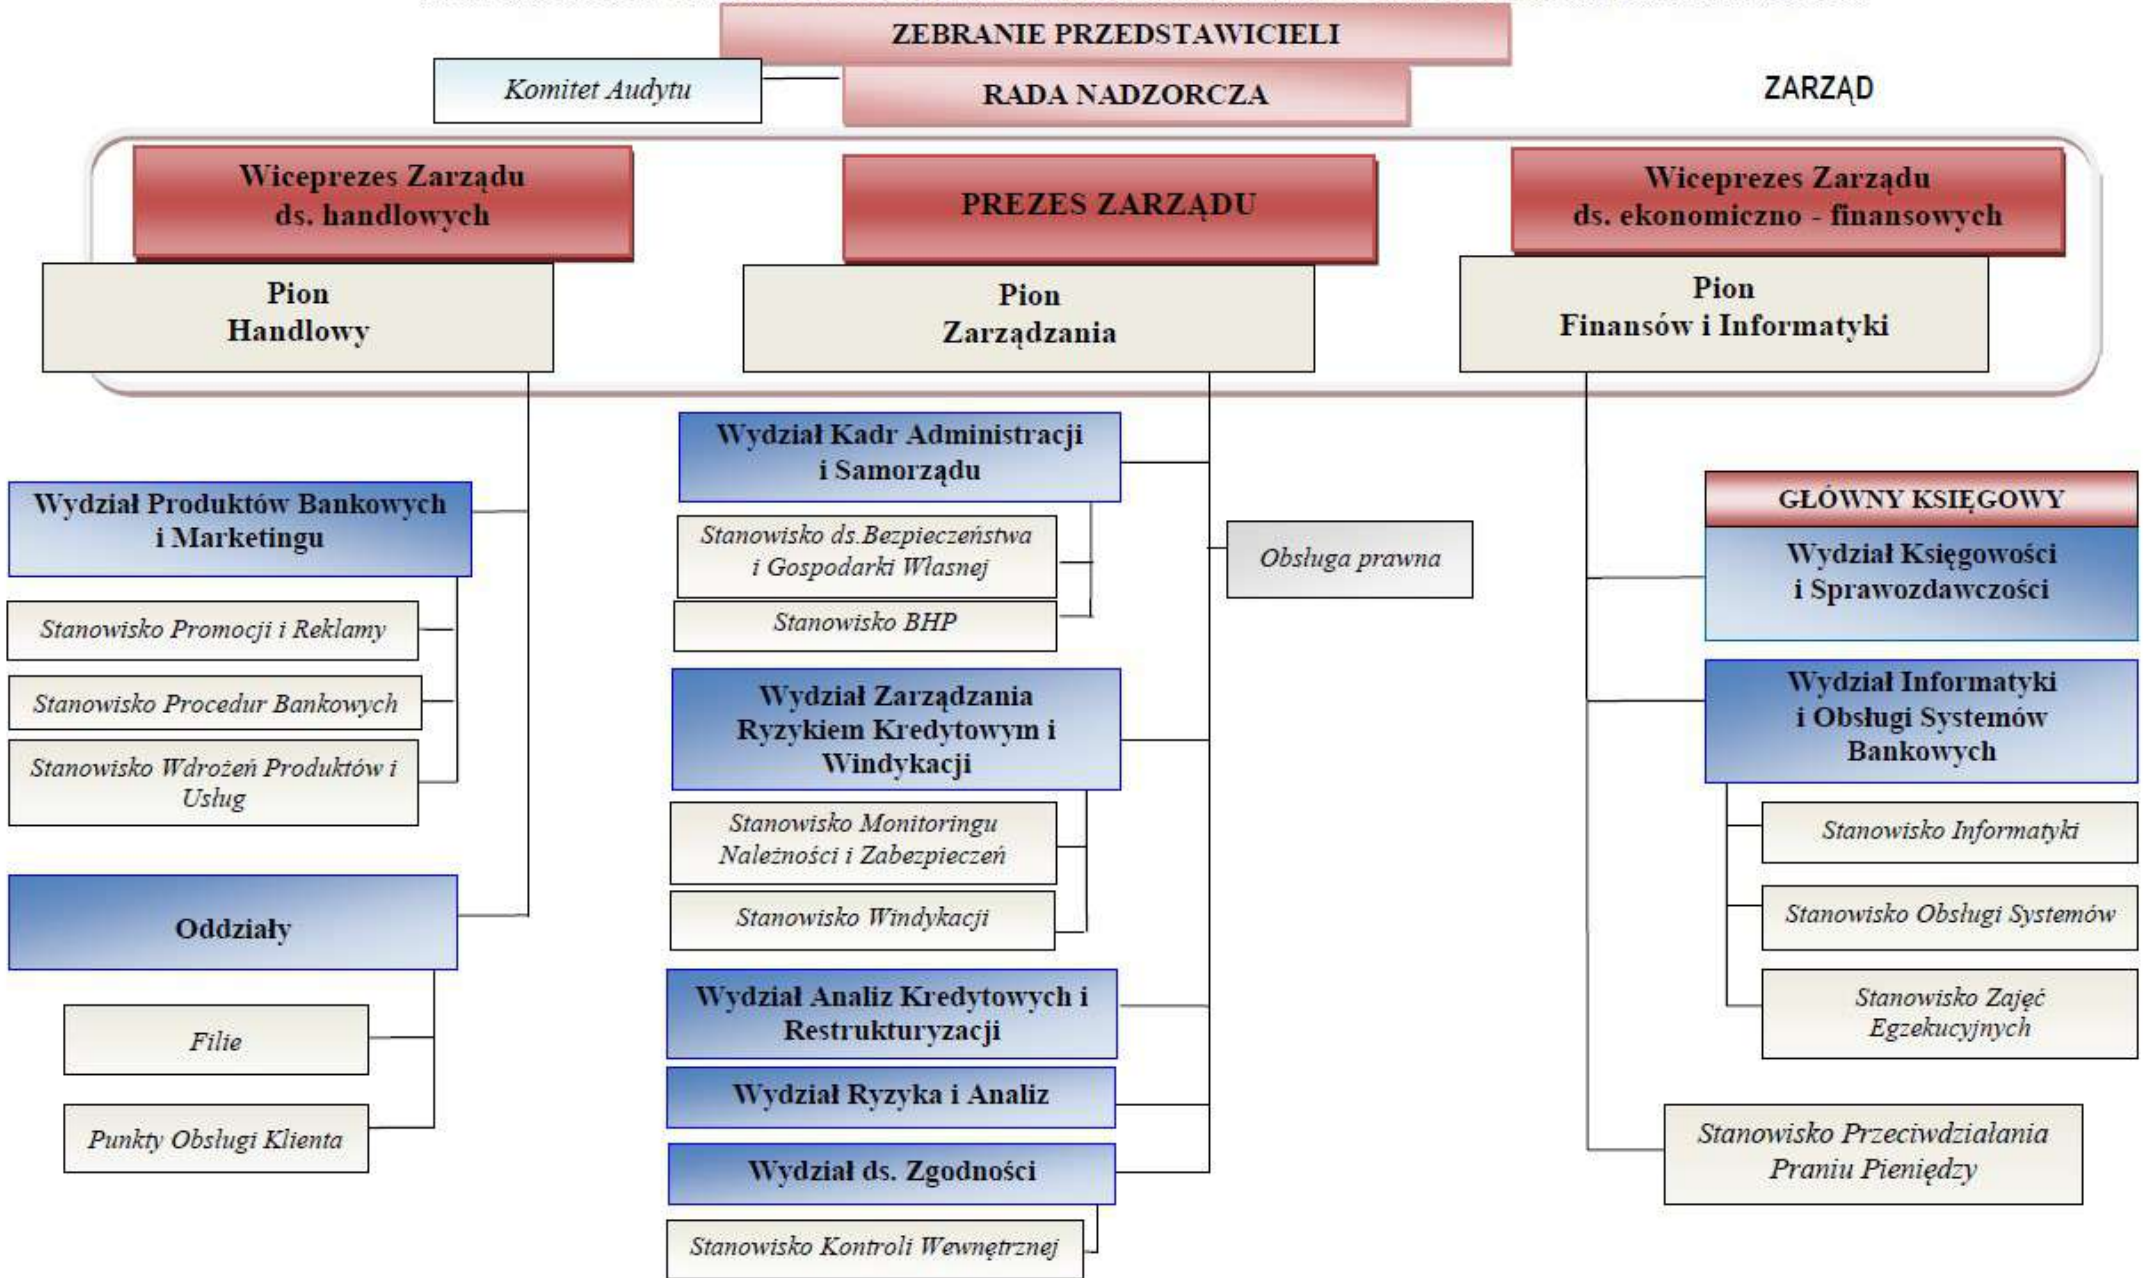 ZEBRANIE PRZEDSTAWICIELI
Komitet Audytu
RADA NADZORCZA
ZARZĄD
Wiceprezes Zarządu
ds. handlowych
PREZES ZARZĄDU
Wiceprezes Zarządu
ds. ekonomiczno - finansowych
Pion
Handlowy
Pion
Zarządzania
Pion
Finansów i Informatyki
Wydział Produktów Bankowych
i Marketingu
Stanowisko Promocji i Reklamy
Stanowisko Procedur Bankowych
Stanowisko Wdrożeń Produktów i
Usług
Oddziały
Filie
Punkty Obsługi Klienta
Wydział Kadr Administracji
i Samorządu
Stanowisko ds.Bezpieczeństwa
i Gospodarki Własnej
Stanowisko BHP
Obsługa prawna
Wydział Zarządzania
Ryzykiem Kredytowym i
Windykacji
Stanowisko Monitoringu
Należności i Zabezpieczeń
Stanowisko Windykacji
Wydział Analiz Kredytowych i
Restrukturyzacji
Wydział Ryzyka i Analiz
Wydział ds. Zgodności
Stanowisko Kontroli Wewnętrznej
GŁÓWNY KSIĘGOWY
Wydział Księgowości
i Sprawozdawczości
Wydział Informatyki
i Obsługi Systemów
Bankowych
Stanowisko Informatyki
Stanowisko Obsługi Systemów
Stanowisko Zajęć
Egzekucyjnych
Stanowisko Przeciwdziałania
Praniu Pieniędzy